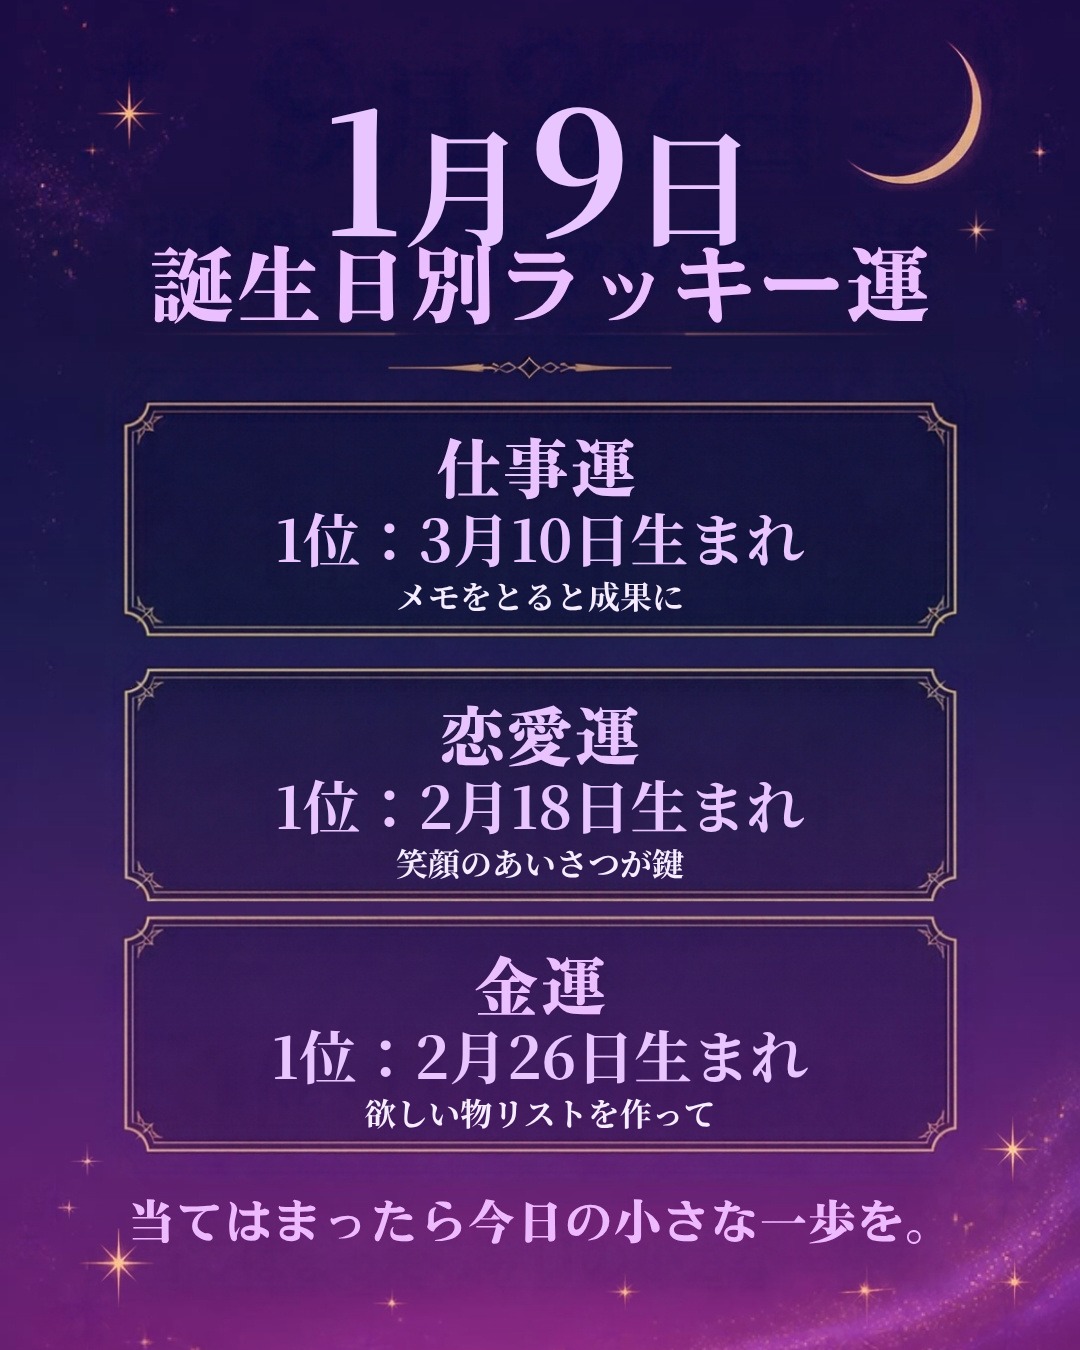 1月9日
誕生日別ラッキー運
仕事運
1位：3月10日生まれ
メモをとると成果に
恋愛運
1位：2月18日生まれ
笑顔のあいさつが鍵
金運
1位：2月26日生まれ
欲しい物リストを作って
当てはまったら今日の小さな一歩を。